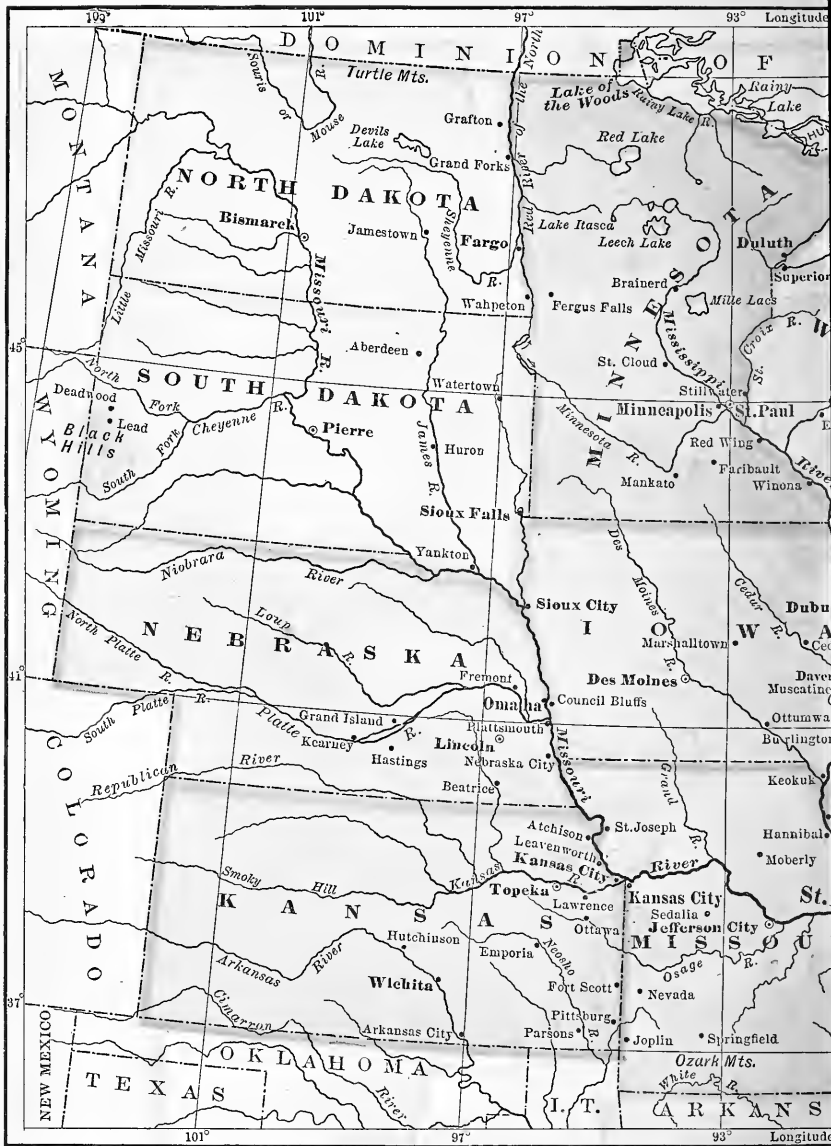 103° 101° 97° 93° Longitude
DOMINION OF
North
Souris or Mouse R.
Turtle Mts.
Lake of the Woods
Rainy Lake R.
Rainy Lake
MONTANA
Grafton
Devils Lake
Grand Forks
Red River of the
Red Lake
NORTH DAKOTA
Bismarck
Jamestown
Sheyenne R.
Fargo
Lake Itasca
Leech Lake
Duluth
Superior
Little Missouri R.
Missouri R.
Wahpeton
Fergus Falls
Brainerd
Mille Lacs
MINNESOTA
Mississippi
St. Croix R.
W
45°
Aberdeen
St. Cloud
SOUTH DAKOTA
Watertown
Stillwater
North Fork
Deadwood
Lead
Black Hills
Cheyenne R.
South Fork
Pierre
Minnesota R.
Minneapolis
St. Paul
Red Wing
River
E
WYOMING
James R.
Huron
Mankato
Faribault
Winona
Sioux Falls
Yankton
Niobrara River
Des Moines R.
Cedar R.
Sioux City
Dubu
IOWA
Marshalltown
Ced
Loup R.
North Platte R.
NEBRASKA
Fremont
Des Moines
Daven
Muscatine
41°
Omaha
Council Bluffs
South Platte R.
Platte R.
Grand Island
Plattsmouth
Ottumwa
Kearney
Lincoln
Burlington
Hastings
Nebraska City
Missouri
COLORADO
Republican River
Beatrice
Grand R.
Keokuk
Atchison
St. Joseph
Hannibal
Leavenworth
Moberly
Kansas City
River
Smoky Hill
Kansas R.
Topeka
Kansas City
St.
Lawrence
Sedalia
KANSAS
Ottawa
Jefferson City
MISSOU
Hutchinson
Emporia
Neosho R.
Osage R.
Arkansas River
Wichita
Fort Scott
Nevada
37°
Cimarron River
Pittsburg
Arkansas City
Parsons
Joplin
Springfield
NEW MEXICO
OKLAHOMA
Ozark Mts.
TEXAS
White R.
I.T.
ARKANS
101° 97° 93° Longitude